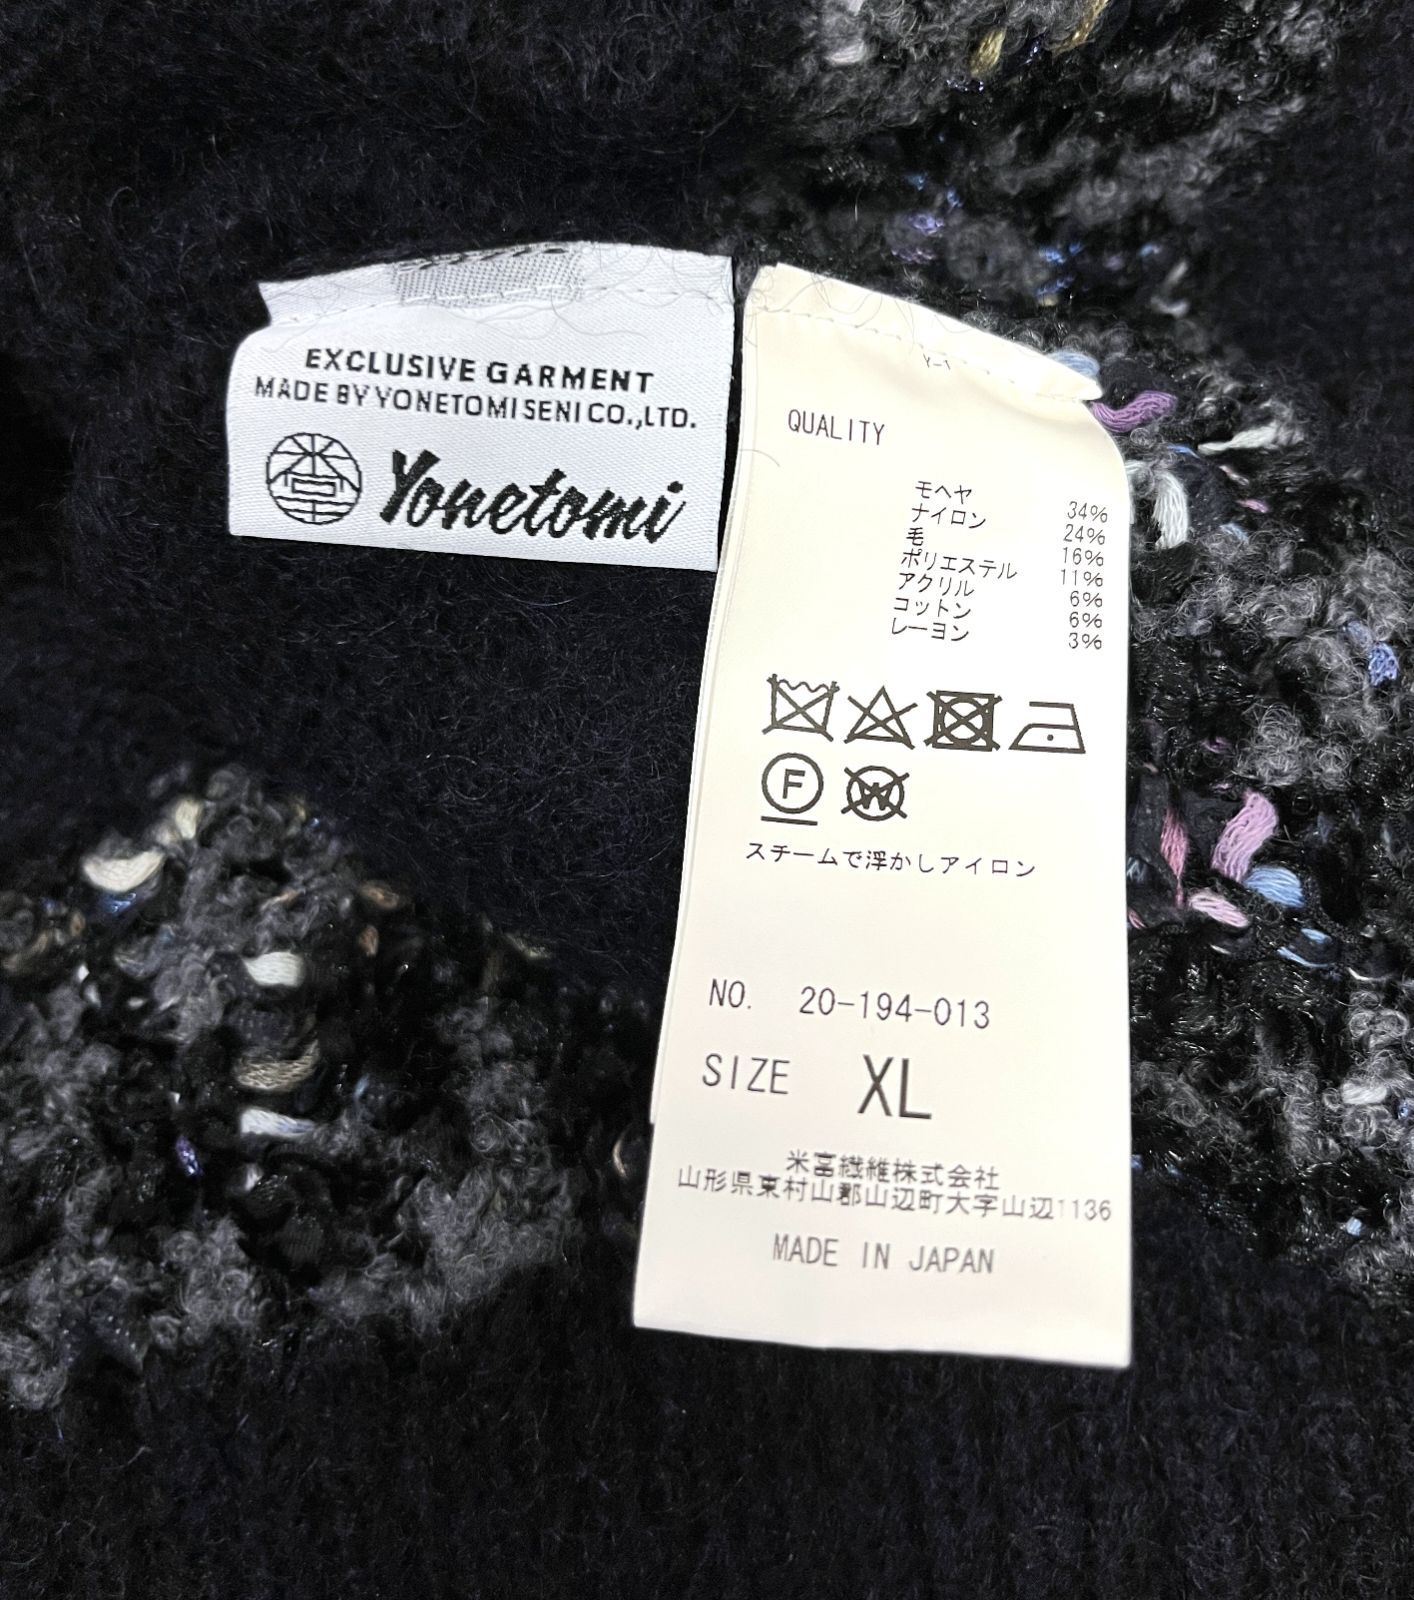 EXCLUSIVE GARMENT
MADE BY YONETOMI SENI CO.,LTD.
Yonetomi
Y-1
QUALITY
モヘヤ 34%
ナイロン 24%
毛 16%
ポリエステル 11%
アクリル 6%
コットン 6%
レーヨン 3%
F
W
スチームで浮かしアイロン
NO. 20-194-013
SIZE XL
米富繊維株式会社
山形県東村山郡山辺町大字山辺1136
MADE IN JAPAN